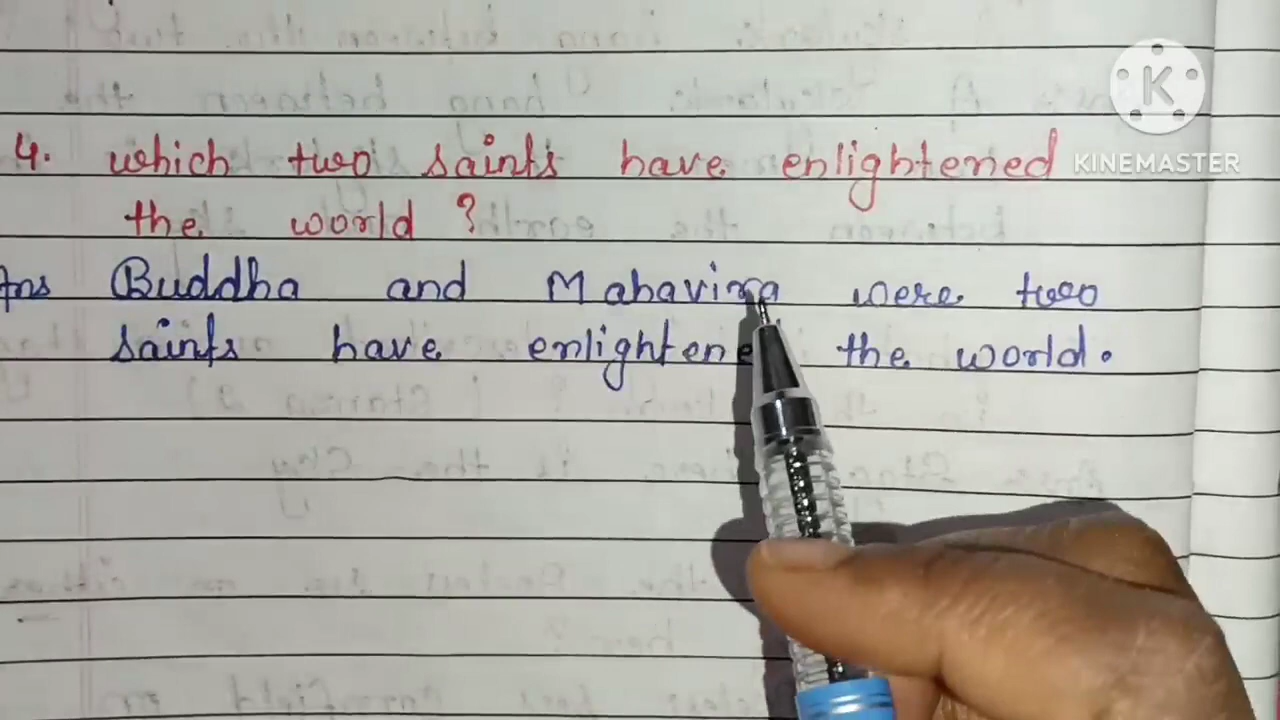 4. which two saints have enlightened
KINEMASTER
the world ?
Ans Buddha and Mahavira were two
saints have enlightene the world.